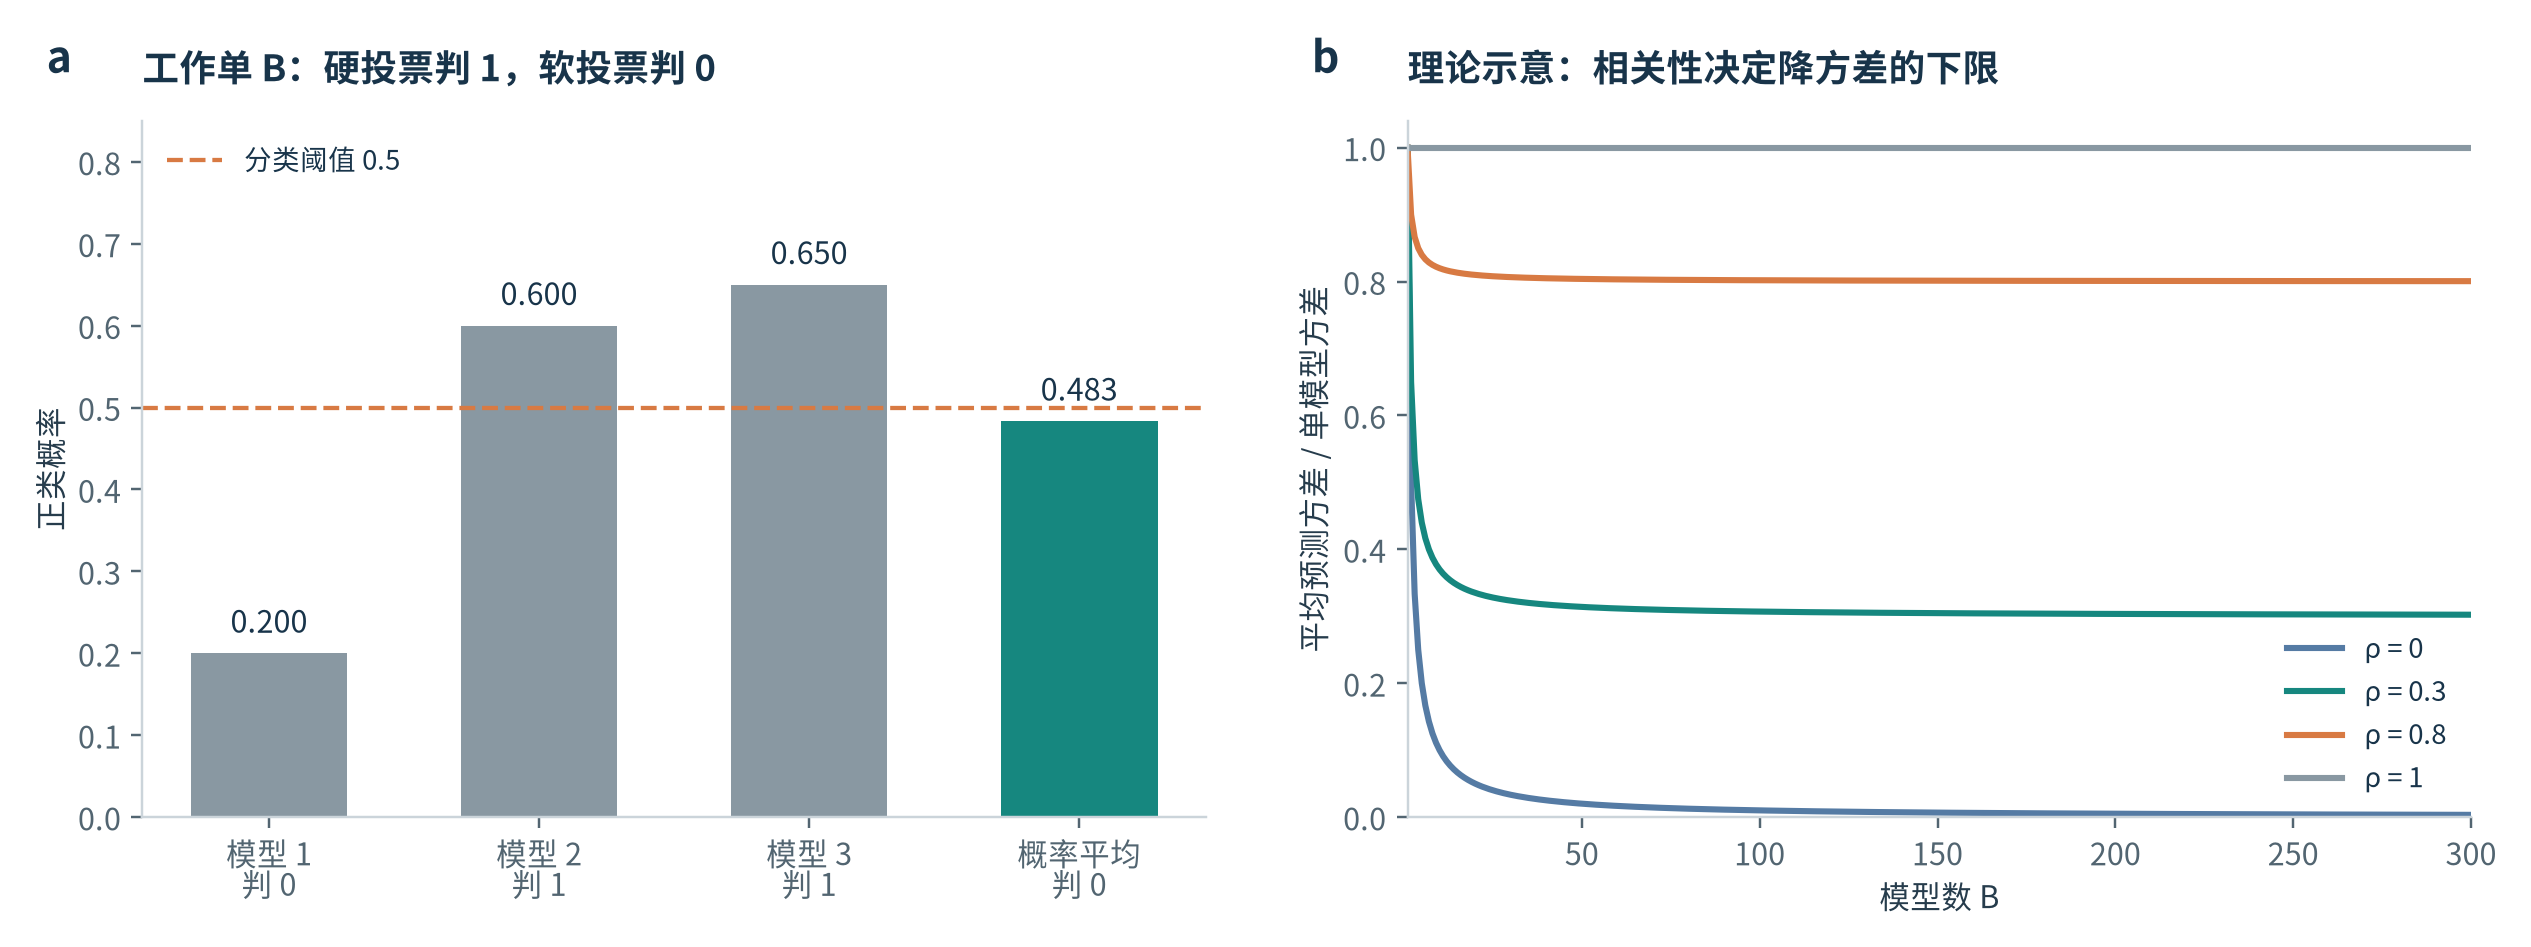 a
工作单 B：硬投票判 1，软投票判 0
分类阈值 0.5
正类概率
0.8
0.7
0.6
0.5
0.4
0.3
0.2
0.1
0.0
0.200
0.600
0.650
0.483
模型 1
判 0
模型 2
判 1
模型 3
判 1
概率平均
判 0
b
理论示意：相关性决定降方差的下限
平均预测方差 / 单模型方差
1.0
0.8
0.6
0.4
0.2
0.0
ρ = 0
ρ = 0.3
ρ = 0.8
ρ = 1
50
100
150
200
250
300
模型数 B